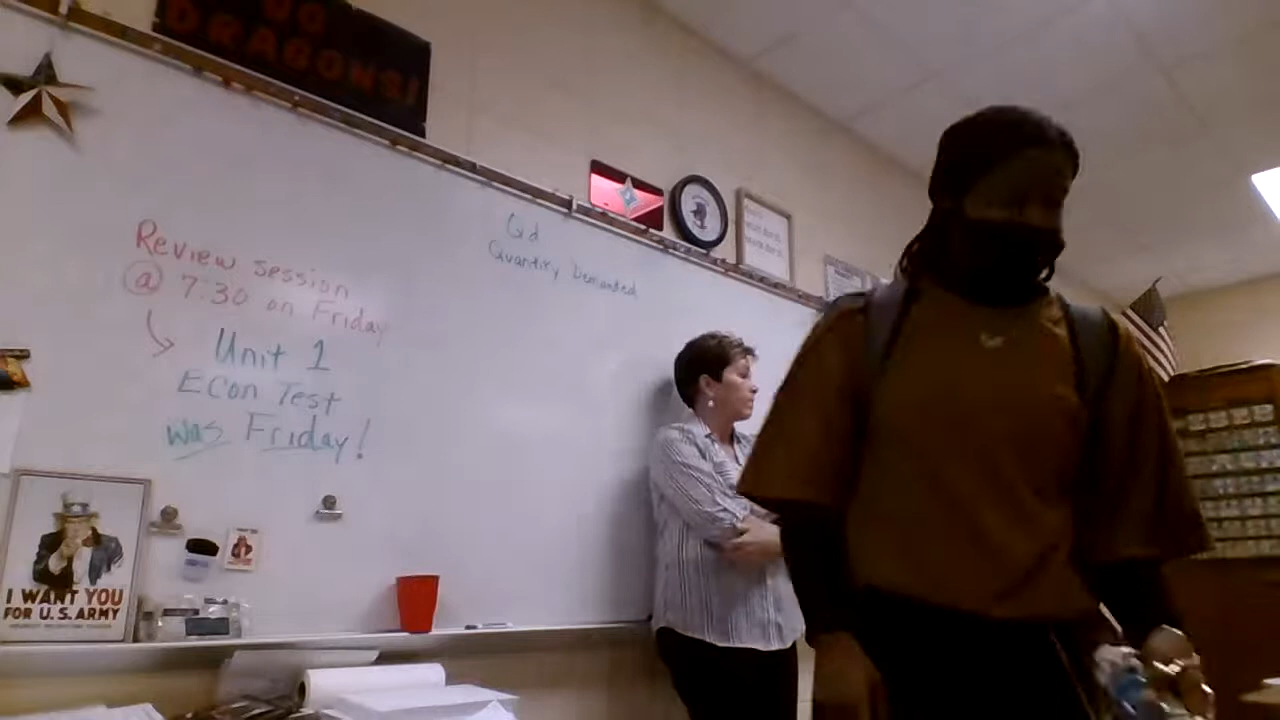 GO
DRAGONS!
Review session
@ 7:30 on Friday
Unit 1
Econ Test
was Friday!
Qd
Quantity Demanded
I WANT YOU
FOR U.S. ARMY